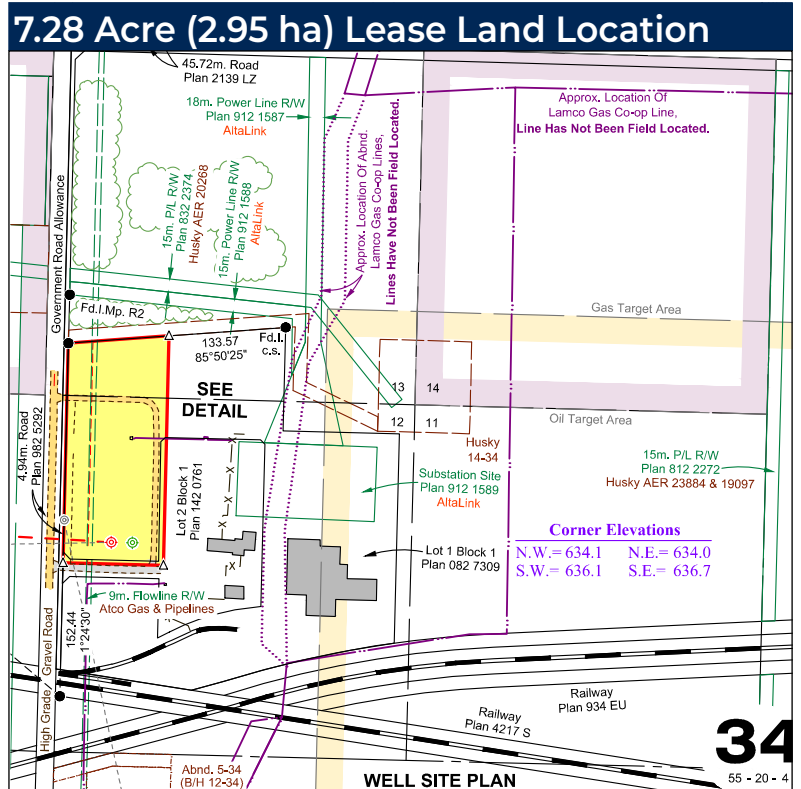 7.28 Acre (2.95 ha) Lease Land Location
45.72m. Road
Plan 2139 LZ
18m. Power Line R/W
Plan 912 1587
AltaLink
Approx. Location Of
Lamco Gas Co-op Line,
Line Has Not Been Field Located.
Approx. Location Of Abnd.
Lamco Gas Co-op Lines,
Lines Have Not Been Field Located.
15m. P/L R/W
Plan 832 2374
Husky AER 20268
15m. Power Line R/W
Plan 912 1588
AltaLink
Government Road Allowance
Gas Target Area
Fd.I.Mp. R2
133.57
85°50'25"
Fd.I.
c.s.
SEE
DETAIL
13 14
12 11
Oil Target Area
4.94m. Road
Plan 982 5292
Husky
14-34
15m. P/L R/W
Plan 812 2272
Husky AER 23884 & 19097
Lot 2 Block 1
Plan 142 0761
Substation Site
Plan 912 1589
AltaLink
Corner Elevations
N.W.= 634.1 N.E.= 634.0
S.W.= 636.1 S.E.= 636.7
Lot 1 Block 1
Plan 082 7309
9m. Flowline R/W
Atco Gas & Pipelines
152.44
1°24'30"
High Grade/ Gravel Road
Railway
Plan 934 EU
Railway
Plan 4217 S
34
55 - 20 - 4
Abnd. 5-34
(B/H 12-34)
WELL SITE PLAN